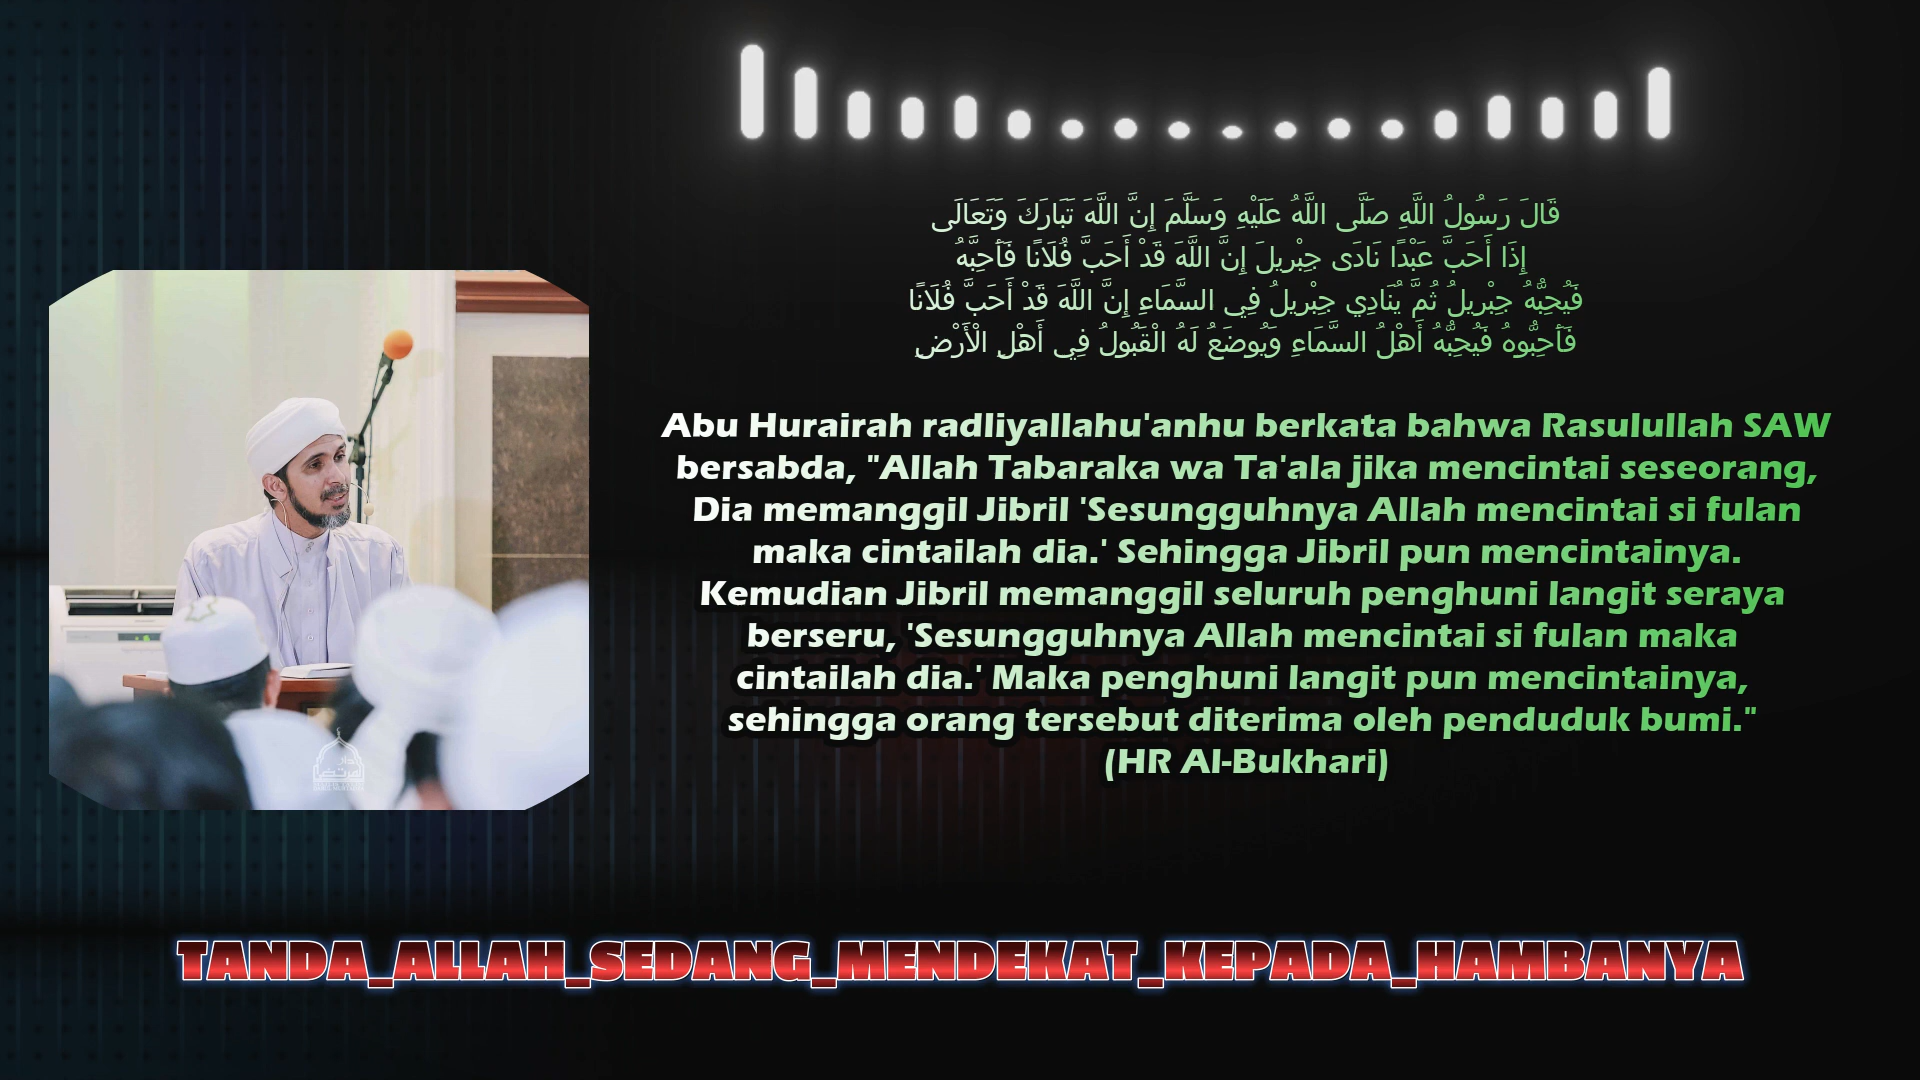 قَالَ رَسُولُ اللَّهِ صَلَّى اللَّهُ عَلَيْهِ وَسَلَّمَ إِنَّ اللَّهَ تَبَارَكَ وَتَعَالَى
إِذَا أَحَبَّ عَبْدًا نَادَى جِبْرِيلَ إِنَّ اللَّهَ قَدْ أَحَبَّ فُلَانًا فَأَحِبَّهُ
فَيُحِبُّهُ جِبْرِيلُ ثُمَّ يُنَادِي جِبْرِيلُ فِي السَّمَاءِ إِنَّ اللَّهَ قَدْ أَحَبَّ فُلَانًا
فَأَحِبُّوهُ فَيُحِبُّهُ أَهْلُ السَّمَاءِ وَيُوضَعُ لَهُ الْقَبُولُ فِي أَهْلِ الْأَرْضِ
Abu Hurairah radliyallahu'anhu berkata bahwa Rasulullah SAW
bersabda, "Allah Tabaraka wa Ta'ala jika mencintai seseorang,
Dia memanggil Jibril 'Sesungguhnya Allah mencintai si fulan
maka cintailah dia.' Sehingga Jibril pun mencintainya.
Kemudian Jibril memanggil seluruh penghuni langit seraya
berseru, 'Sesungguhnya Allah mencintai si fulan maka
cintailah dia.' Maka penghuni langit pun mencintainya,
sehingga orang tersebut diterima oleh penduduk bumi."
(HR Al-Bukhari)
TANDA_ALLAH_SEDANG_MENDEKAT_KEPADA_HAMBANYA